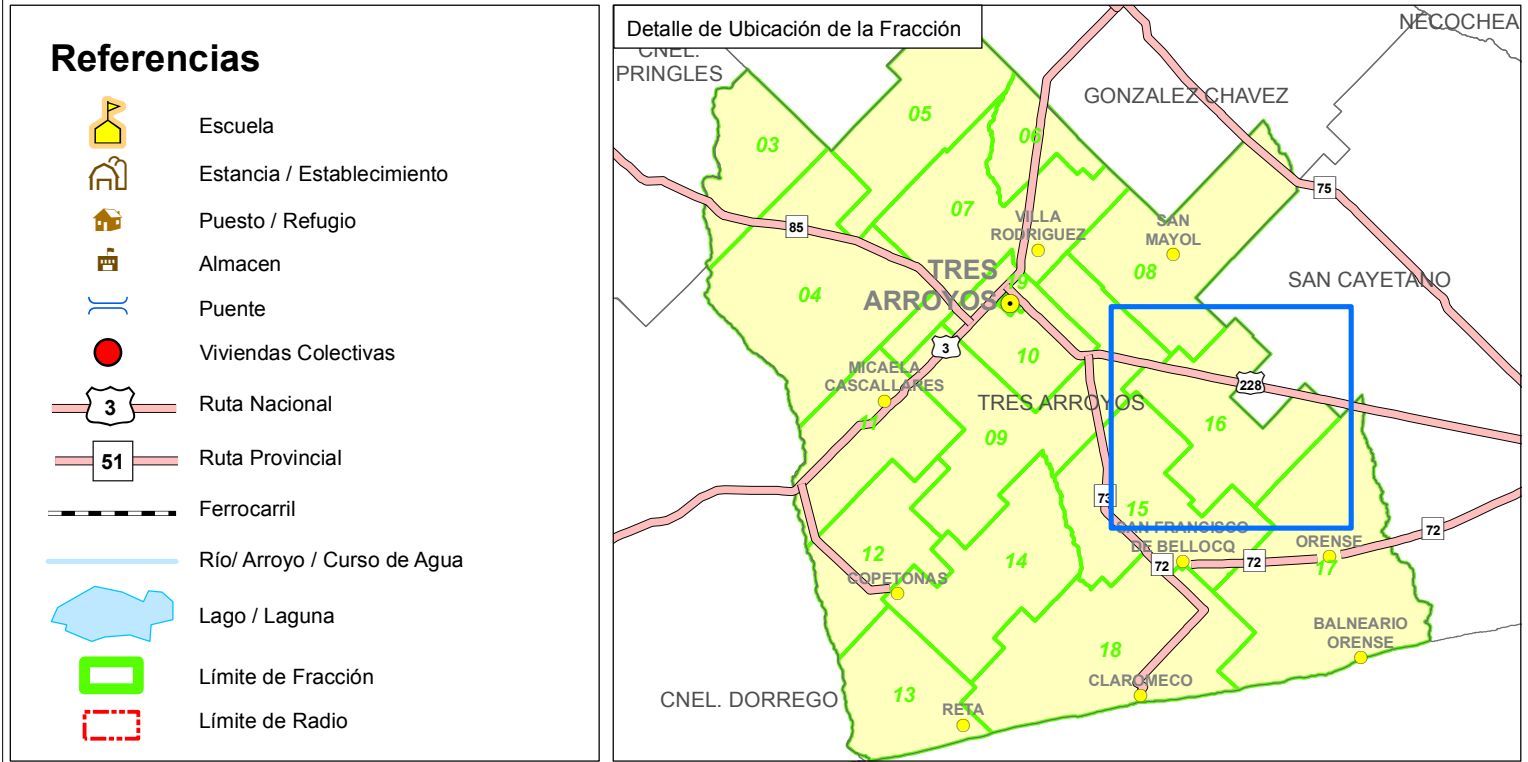 Referencias
Escuela
Estancia / Establecimiento
Puesto / Refugio
Almacen
Puente
Viviendas Colectivas
3
Ruta Nacional
51
Ruta Provincial
Ferrocarril
Río/ Arroyo / Curso de Agua
Lago / Laguna
Límite de Fracción
Límite de Radio
Detalle de Ubicación de la Fracción
NECOCHEA
CNEL.
PRINGLES
GONZALEZ CHAVEZ
05
06
03
75
07
VILLA
RODRIGUEZ
SAN
MAYOL
85
08
SAN CAYETANO
TRES
ARROYOS
19
04
3
10
MICAELA
CASCALLARES
228
TRES ARROYOS
11
09
16
73
15
SAN FRANCISCO
DE BELLOCQ
72
ORENSE
12
14
72
72
17
COPETONAS
BALNEARIO
ORENSE
18
CLAROMECO
13
CNEL. DORREGO
RETA